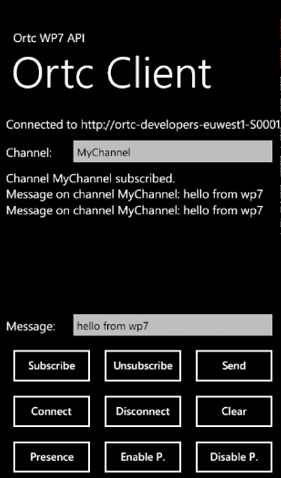 Ortc WP7 API
Ortc Client
Connected to http://ortc-developers-euwest1-S0001.
Channel: MyChannel
Channel MyChannel subscribed.
Message on channel MyChannel: hello from wp7
Message on channel MyChannel: hello from wp7
Message: hello from wp7
Subscribe Unsubscribe Send
Connect Disconnect Clear
Presence Enable P. Disable P.